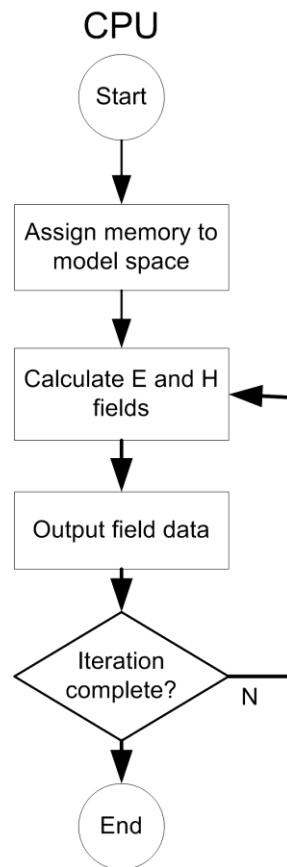 CPU
Start
Assign memory to
model space
Calculate E and H
fields
Output field data
Iteration
complete?
N
End